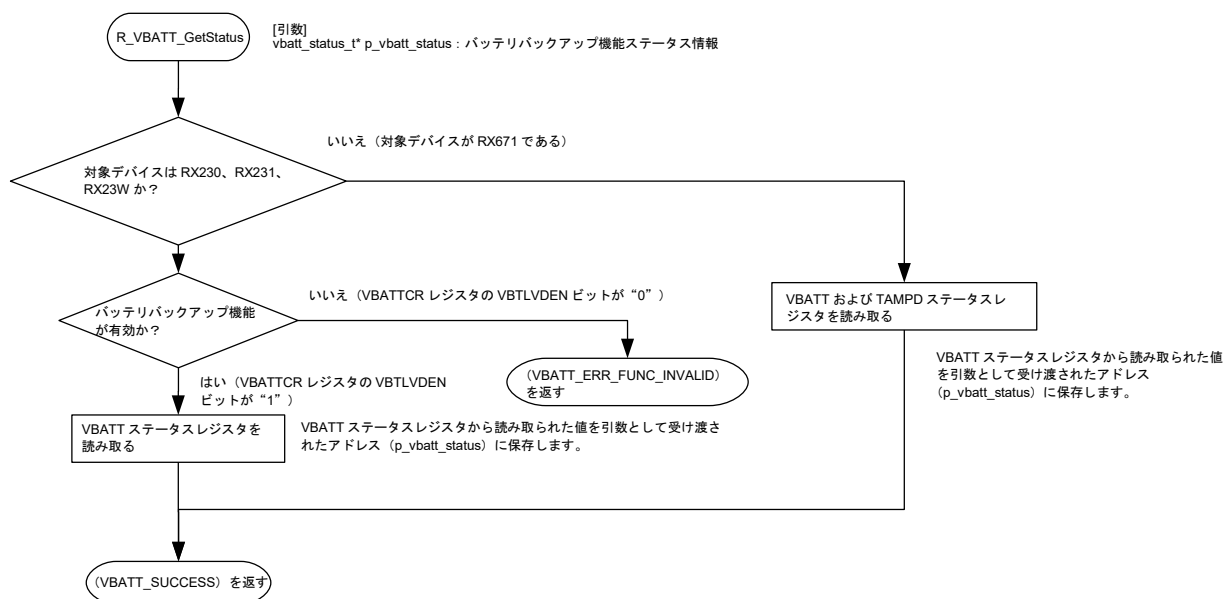 R_VBATT_GetStatus
[引数]
vbatt_status_t* p_vbatt_status：バッテリバックアップ機能ステータス情報
いいえ（対象デバイスが RX671 である）
対象デバイスは RX230、RX231、
RX23W か？
いいえ（VBATTCR レジスタの VBTLVDEN ビットが“0”）
バッテリバックアップ機能
が有効か？
VBATT および TAMPD ステータスレ
ジスタを読み取る
VBATT ステータスレジスタから読み取られた値
を引数として受け渡されたアドレス
（p_vbatt_status）に保存します。
（VBATT_ERR_FUNC_INVALID）
を返す
はい（VBATTCR レジスタの VBTLVDEN
ビットが“1”）
VBATT ステータスレジスタを
読み取る
VBATT ステータスレジスタから読み取られた値を引数として受け渡さ
れたアドレス（p_vbatt_status）に保存します。
（VBATT_SUCCESS）を返す